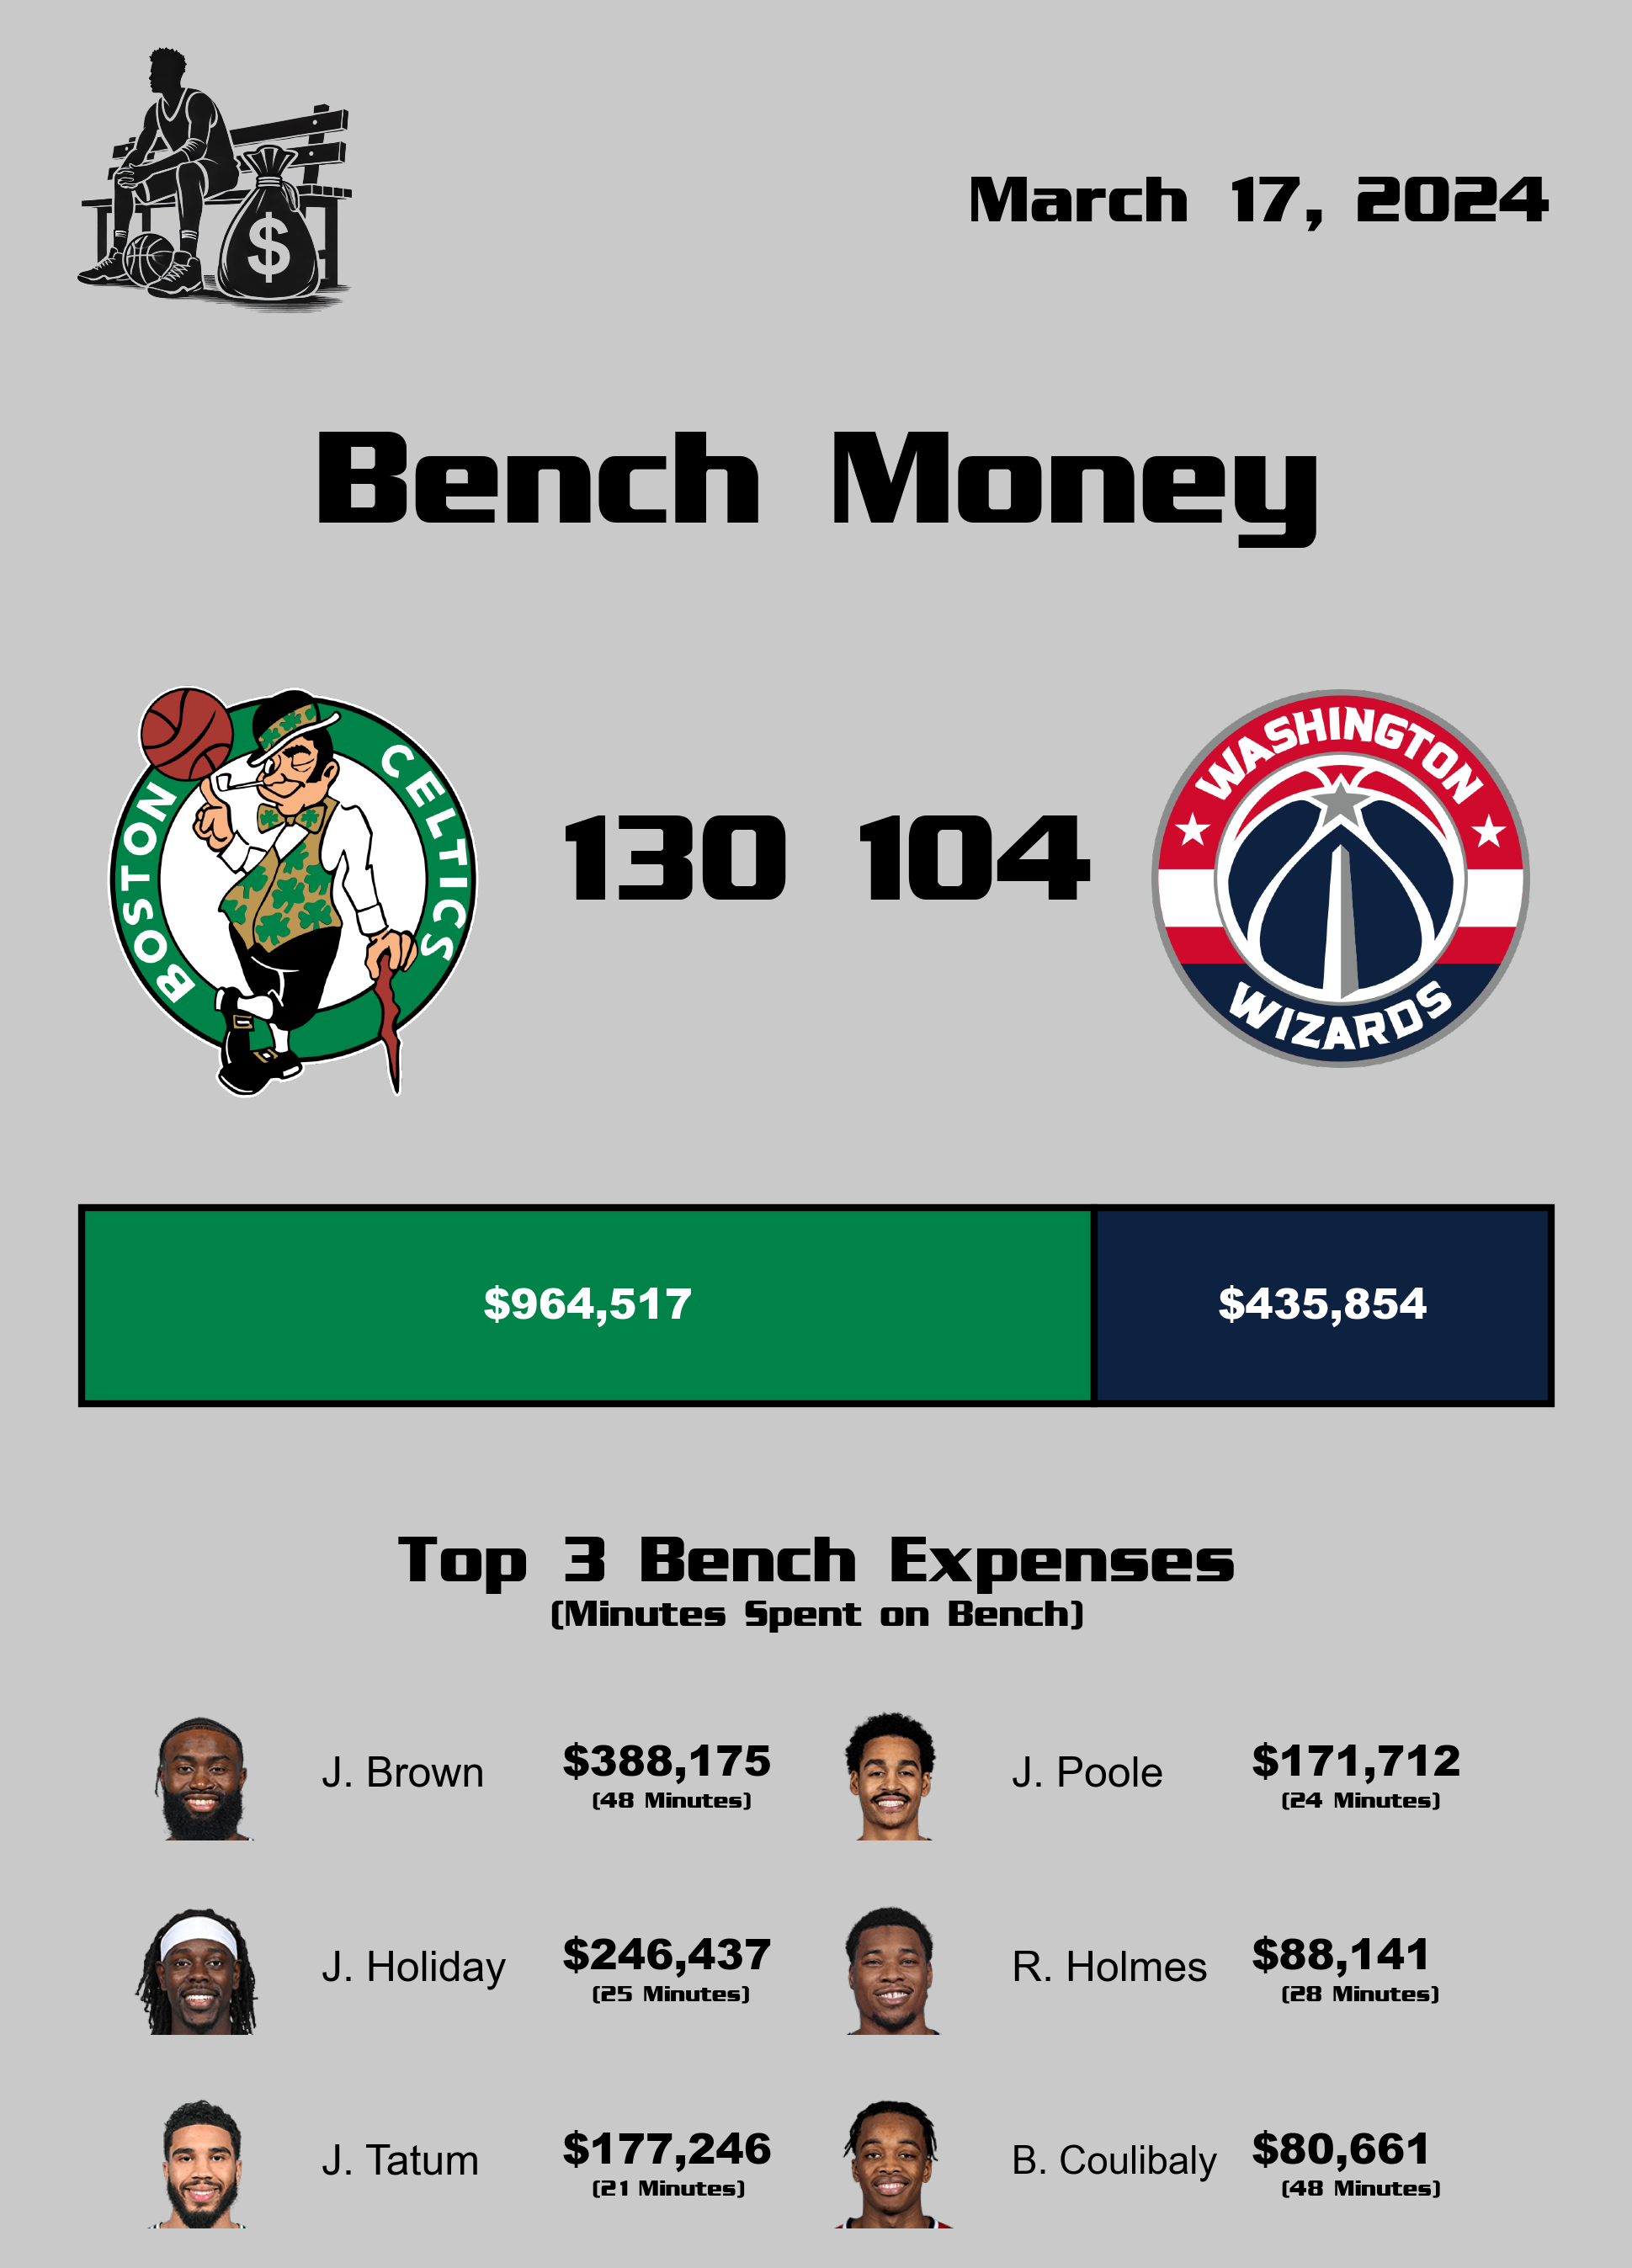 $
March 17, 2024
Bench Money
BOSTON CELTICS
130 104
WASHINGTON
WIZARDS
$964,517 $435,854
Top 3 Bench Expenses
(Minutes Spent on Bench)
J. Brown $388,175
(48 Minutes)
J. Poole $171,712
(24 Minutes)
J. Holiday $246,437
(25 Minutes)
R. Holmes $88,141
(28 Minutes)
J. Tatum $177,246
(21 Minutes)
B. Coulibaly $80,661
(48 Minutes)